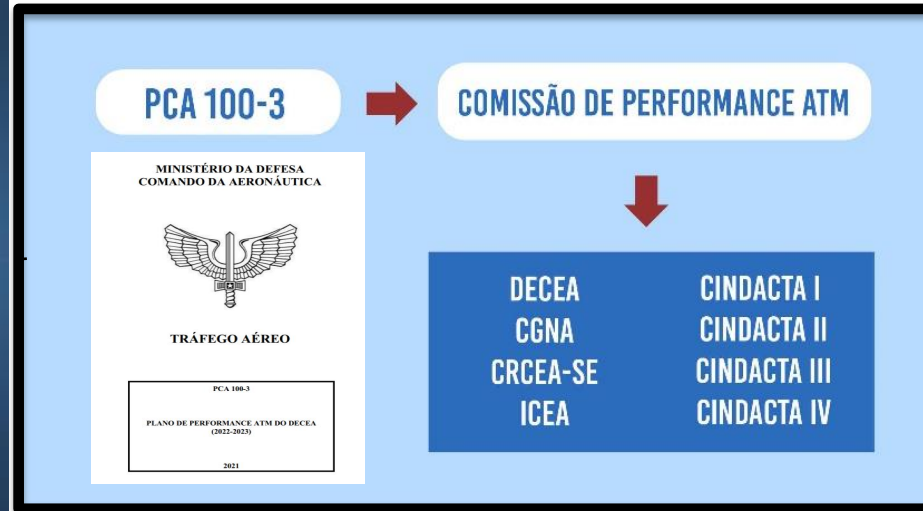 PCA 100-3
COMISSÃO DE PERFORMANCE ATM
MINISTÉRIO DA DEFESA
COMANDO DA AERONÁUTICA
TRÁFEGO AÉREO
PCA 100-3
PLANO DE PERFORMANCE ATM DO DECEA
(2022-2023)
2021
DECEA
CGNA
CRCEA-SE
ICEA
CINDACTA I
CINDACTA II
CINDACTA III
CINDACTA IV